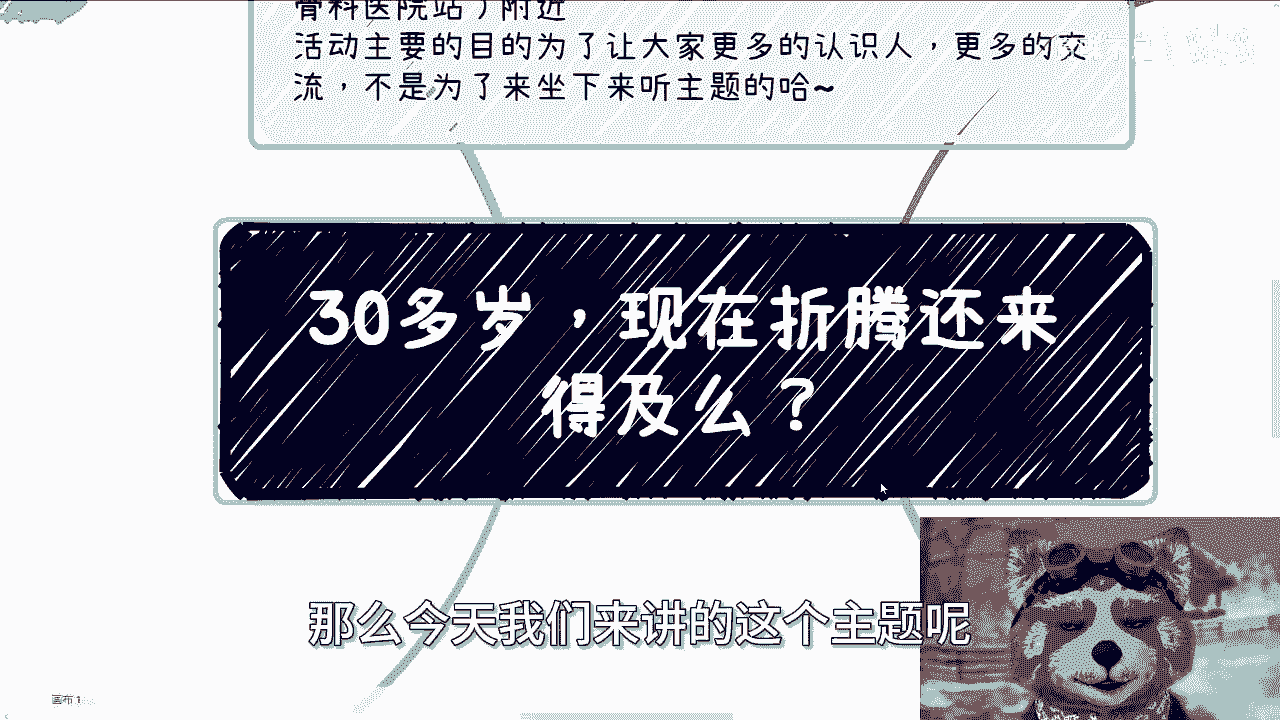 骨科医院站）附近
活动主要的目的为了让大家更多的认识人，更多的交
流，不是为了来坐下来听主题的哈~
30多岁，现在折腾还来
得及么？
那么今天我们来讲的这个主题呢
画布 1